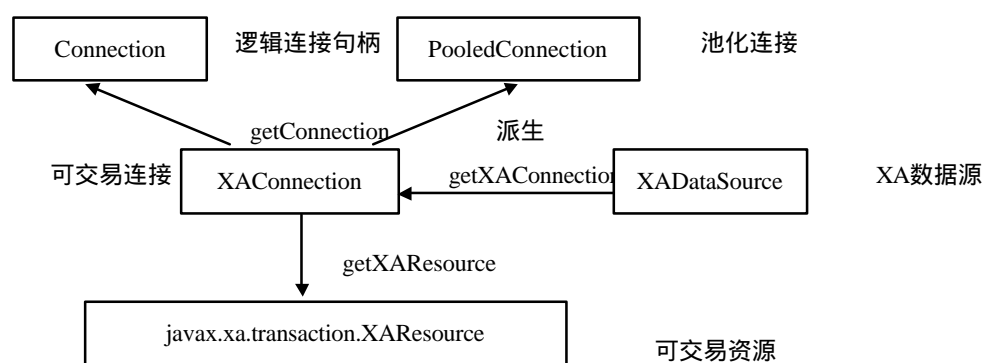 Connection
逻辑连接句柄
PooledConnection
池化连接
getConnection
派生
可交易连接
XAConnection
getXAConnection
XADataSource
XA数据源
getXAResource
javax.xa.transaction.XAResource
可交易资源